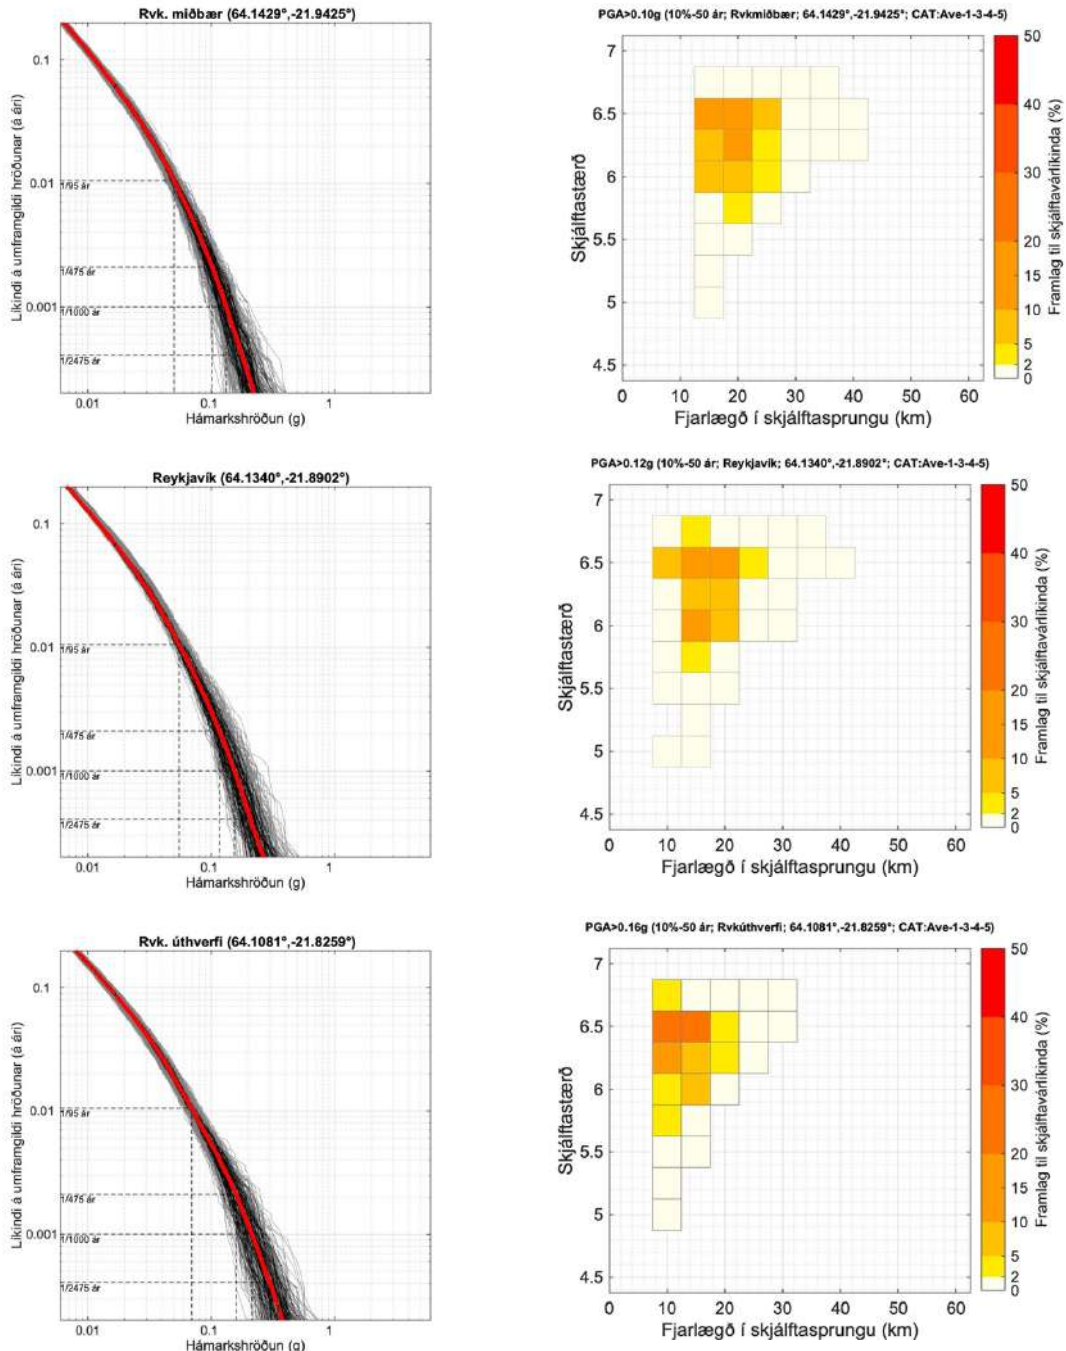 Rvk. miðbær (64.1429°,-21.9425°)
Líkindi á umframgildi hröðunar (á ári)
0.1
0.01
0.001
1/95 ár
1/475 ár
1/1000 ár
1/2475 ár
0.01 0.1 1
Hámarkshröðun (g)
PGA>0.10g (10%-50 ár; Rvkmiðbær; 64.1429°,-21.9425°; CAT:Ave-1-3-4-5)
Skjálftastærð
7
6.5
6
5.5
5
4.5
0 10 20 30 40 50 60
Fjarlægð í skjálftasprungu (km)
50
40
30
20
15
10
5
2
0
Framlag til skjálftavárlíkinda (%)
Reykjavík (64.1340°,-21.8902°)
Líkindi á umframgildi hröðunar (á ári)
0.1
0.01
0.001
1/95 ár
1/475 ár
1/1000 ár
1/2475 ár
0.01 0.1 1
Hámarkshröðun (g)
PGA>0.12g (10%-50 ár; Reykjavík; 64.1340°,-21.8902°; CAT:Ave-1-3-4-5)
Skjálftastærð
7
6.5
6
5.5
5
4.5
0 10 20 30 40 50 60
Fjarlægð í skjálftasprungu (km)
50
40
30
20
15
10
5
2
0
Framlag til skjálftavárlíkinda (%)
Rvk. úthverfi (64.1081°,-21.8259°)
Líkindi á umframgildi hröðunar (á ári)
0.1
0.01
0.001
1/95 ár
1/475 ár
1/1000 ár
1/2475 ár
0.01 0.1 1
Hámarkshröðun (g)
PGA>0.16g (10%-50 ár; Rvkúthverfi; 64.1081°,-21.8259°; CAT:Ave-1-3-4-5)
Skjálftastærð
7
6.5
6
5.5
5
4.5
0 10 20 30 40 50 60
Fjarlægð í skjálftasprungu (km)
50
40
30
20
15
10
5
2
0
Framlag til skjálftavárlíkinda (%)